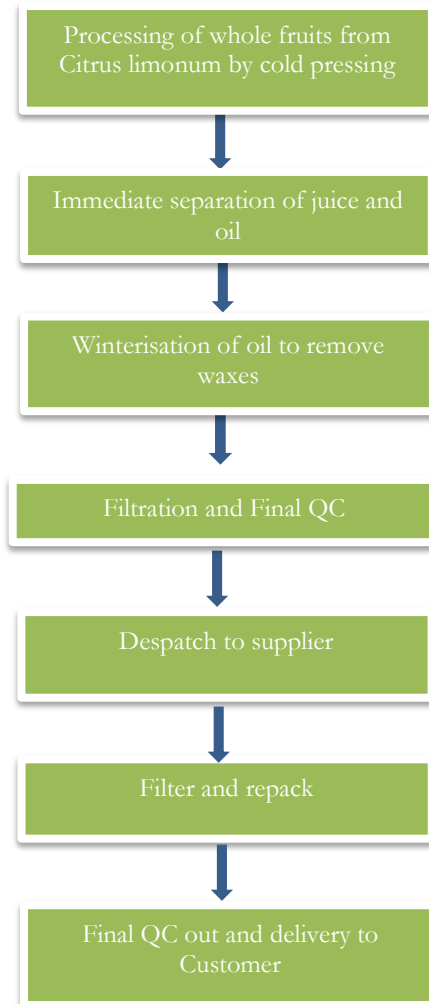 Processing of whole fruits from
Citrus limonum by cold pressing
Immediate separation of juice and
oil
Winterisation of oil to remove
waxes
Filtration and Final QC
Despatch to supplier
Filter and repack
Final QC out and delivery to
Customer